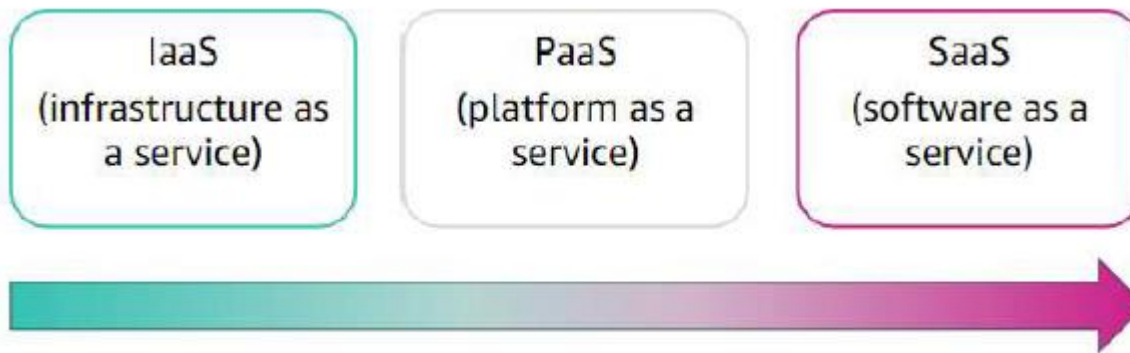 IaaS
(infrastructure as
a service)
PaaS
(platform as a
service)
SaaS
(software as a
service)